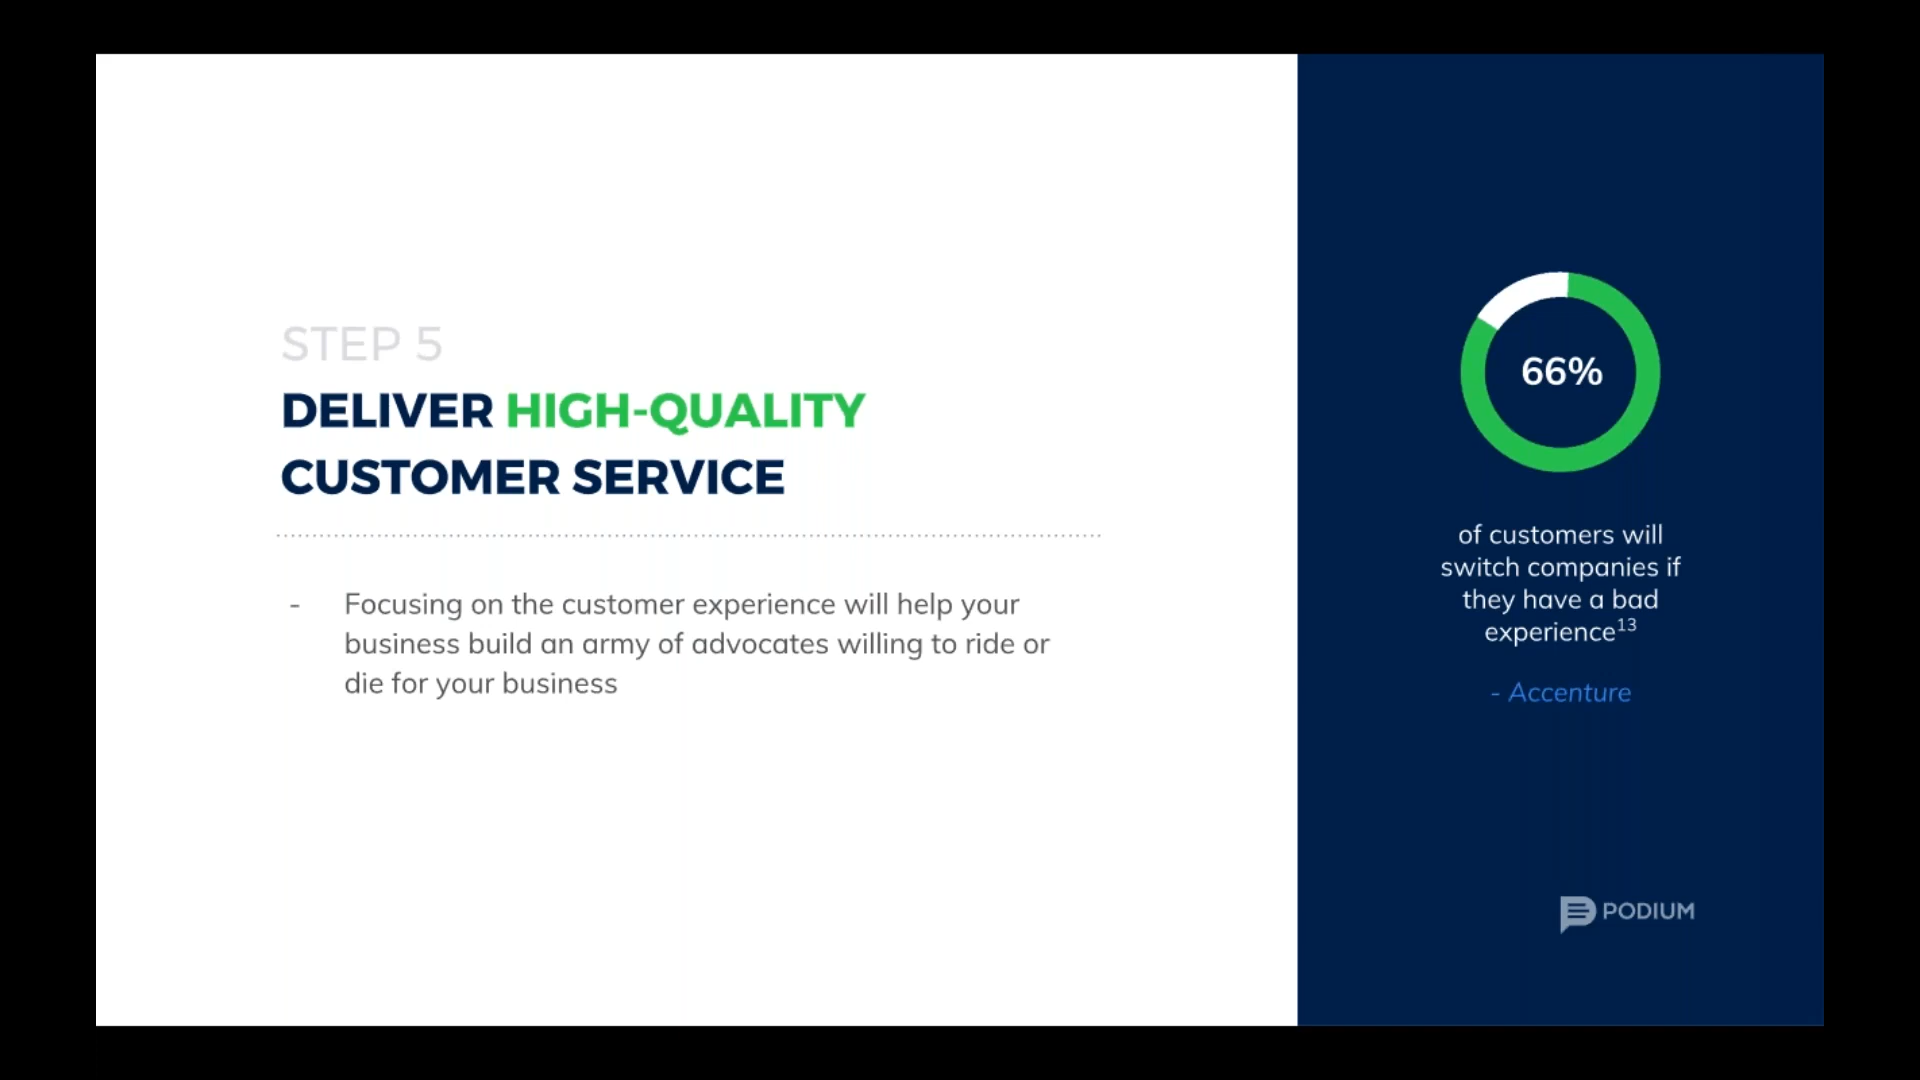 STEP 5
DELIVER HIGH-QUALITY
CUSTOMER SERVICE
- Focusing on the customer experience will help your
business build an army of advocates willing to ride or
die for your business
66%
of customers will
switch companies if
they have a bad
experience¹³
- Accenture
PODIUM